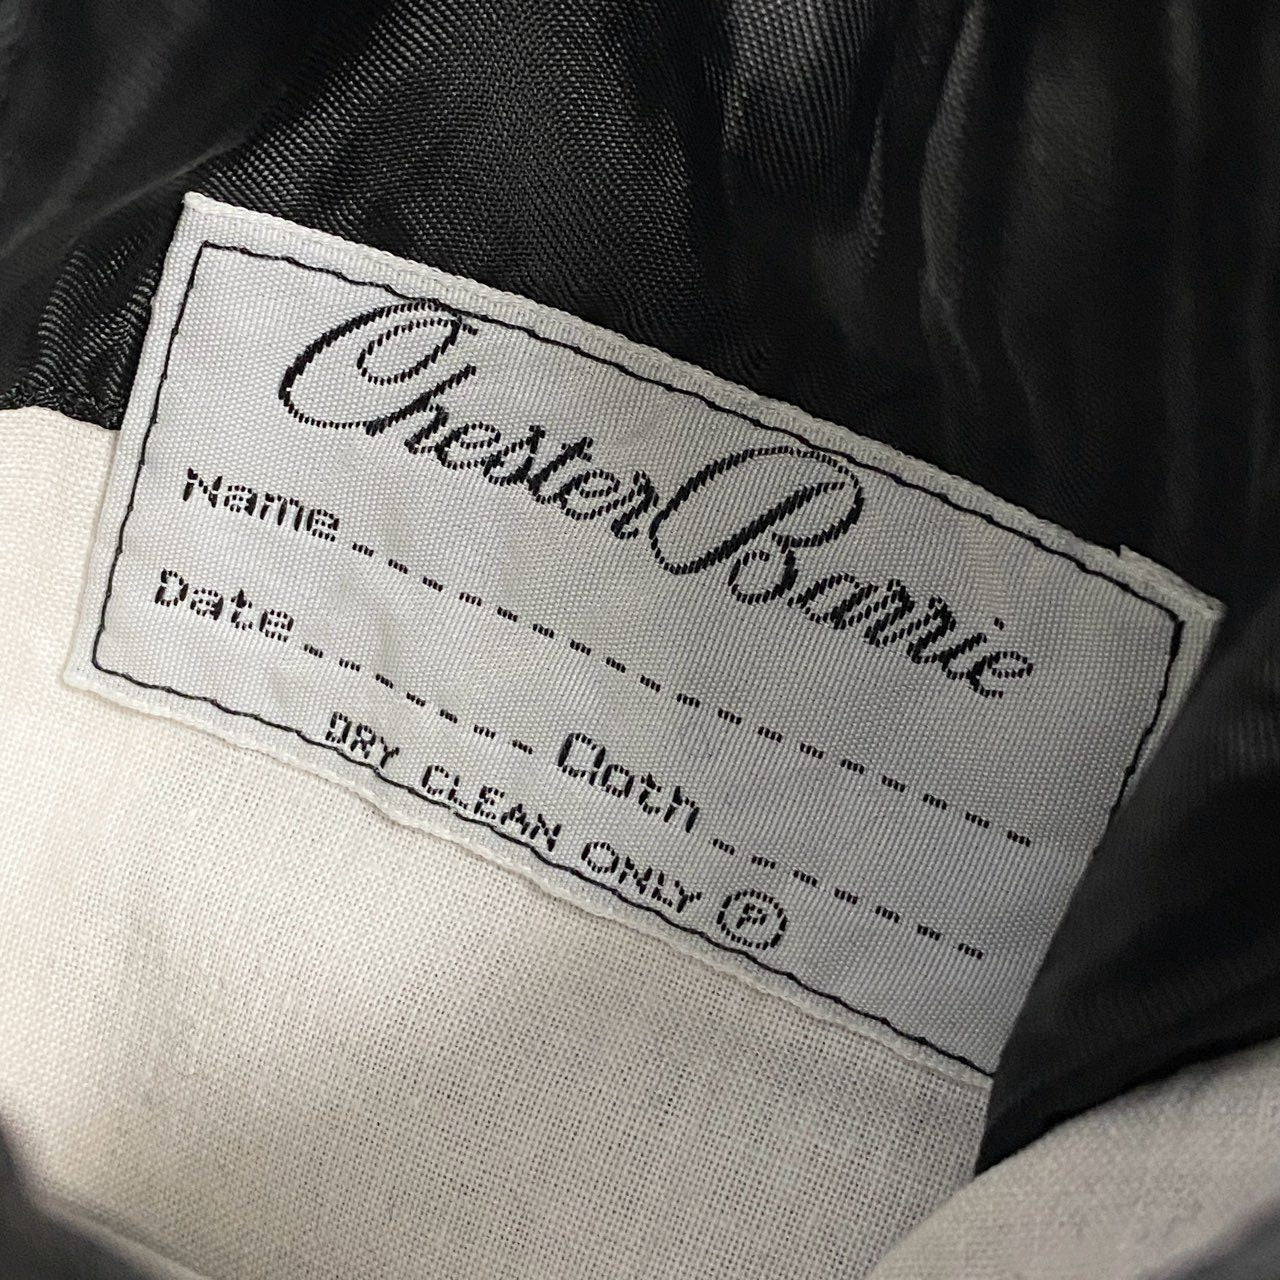 Chester Barrie
Name
Date Cloth
DRY CLEAN ONLY Ⓟ